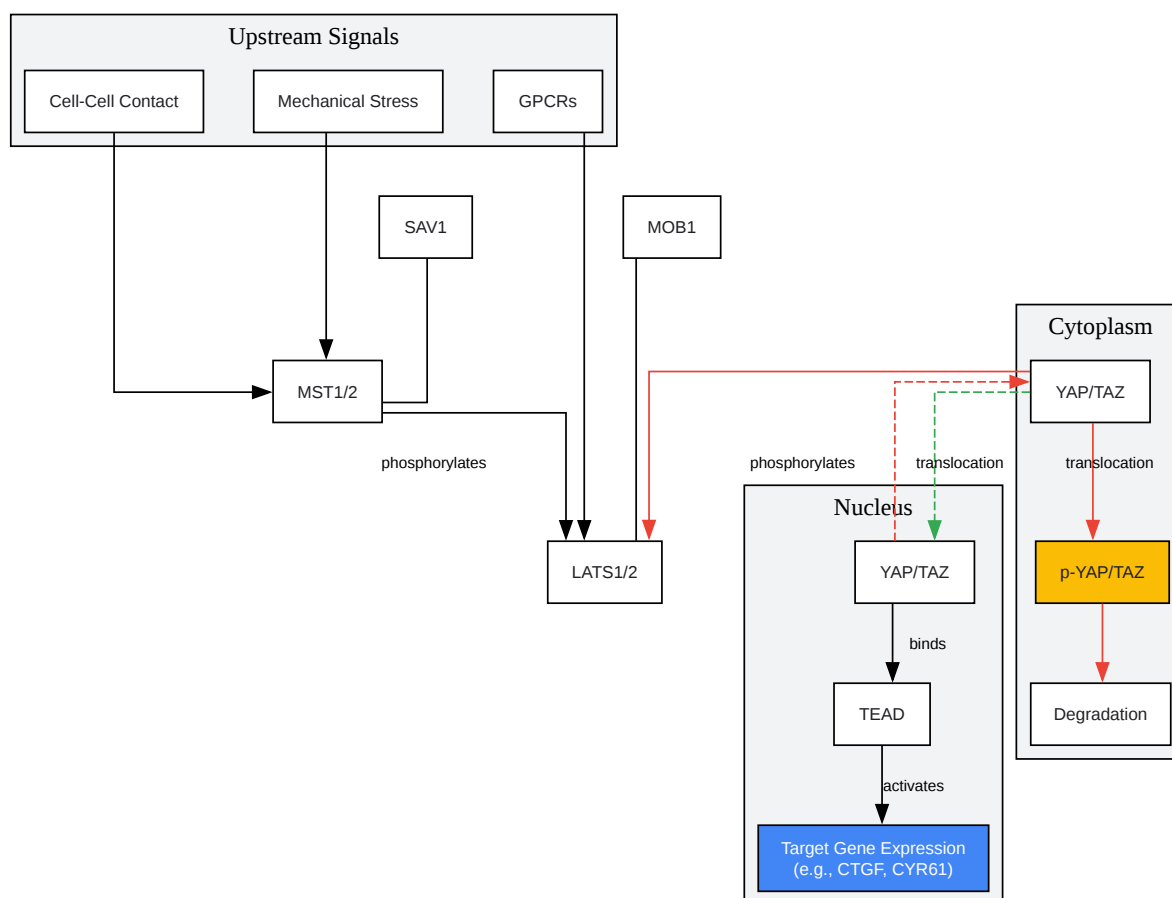 Upstream Signals
Cell-Cell Contact
Mechanical Stress
GPCRs
SAV1
MOB1
Cytoplasm
MST1/2
YAP/TAZ
phosphorylates
phosphorylates
translocation
translocation
Nucleus
LATS1/2
YAP/TAZ
p-YAP/TAZ
binds
TEAD
Degradation
activates
Target Gene Expression
(e.g., CTGF, CYR61)